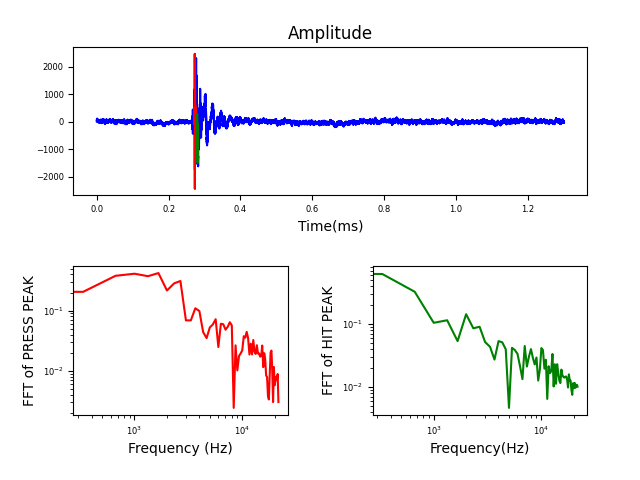 Amplitude
2000
1000
0
−1000
−2000
0.0 0.2 0.4 0.6 0.8 1.0 1.2
Time(ms)
FFT of PRESS PEAK
10⁻¹
10⁻²
10³ 10⁴
Frequency (Hz)
FFT of HIT PEAK
10⁻¹
10⁻²
10³ 10⁴
Frequency(Hz)